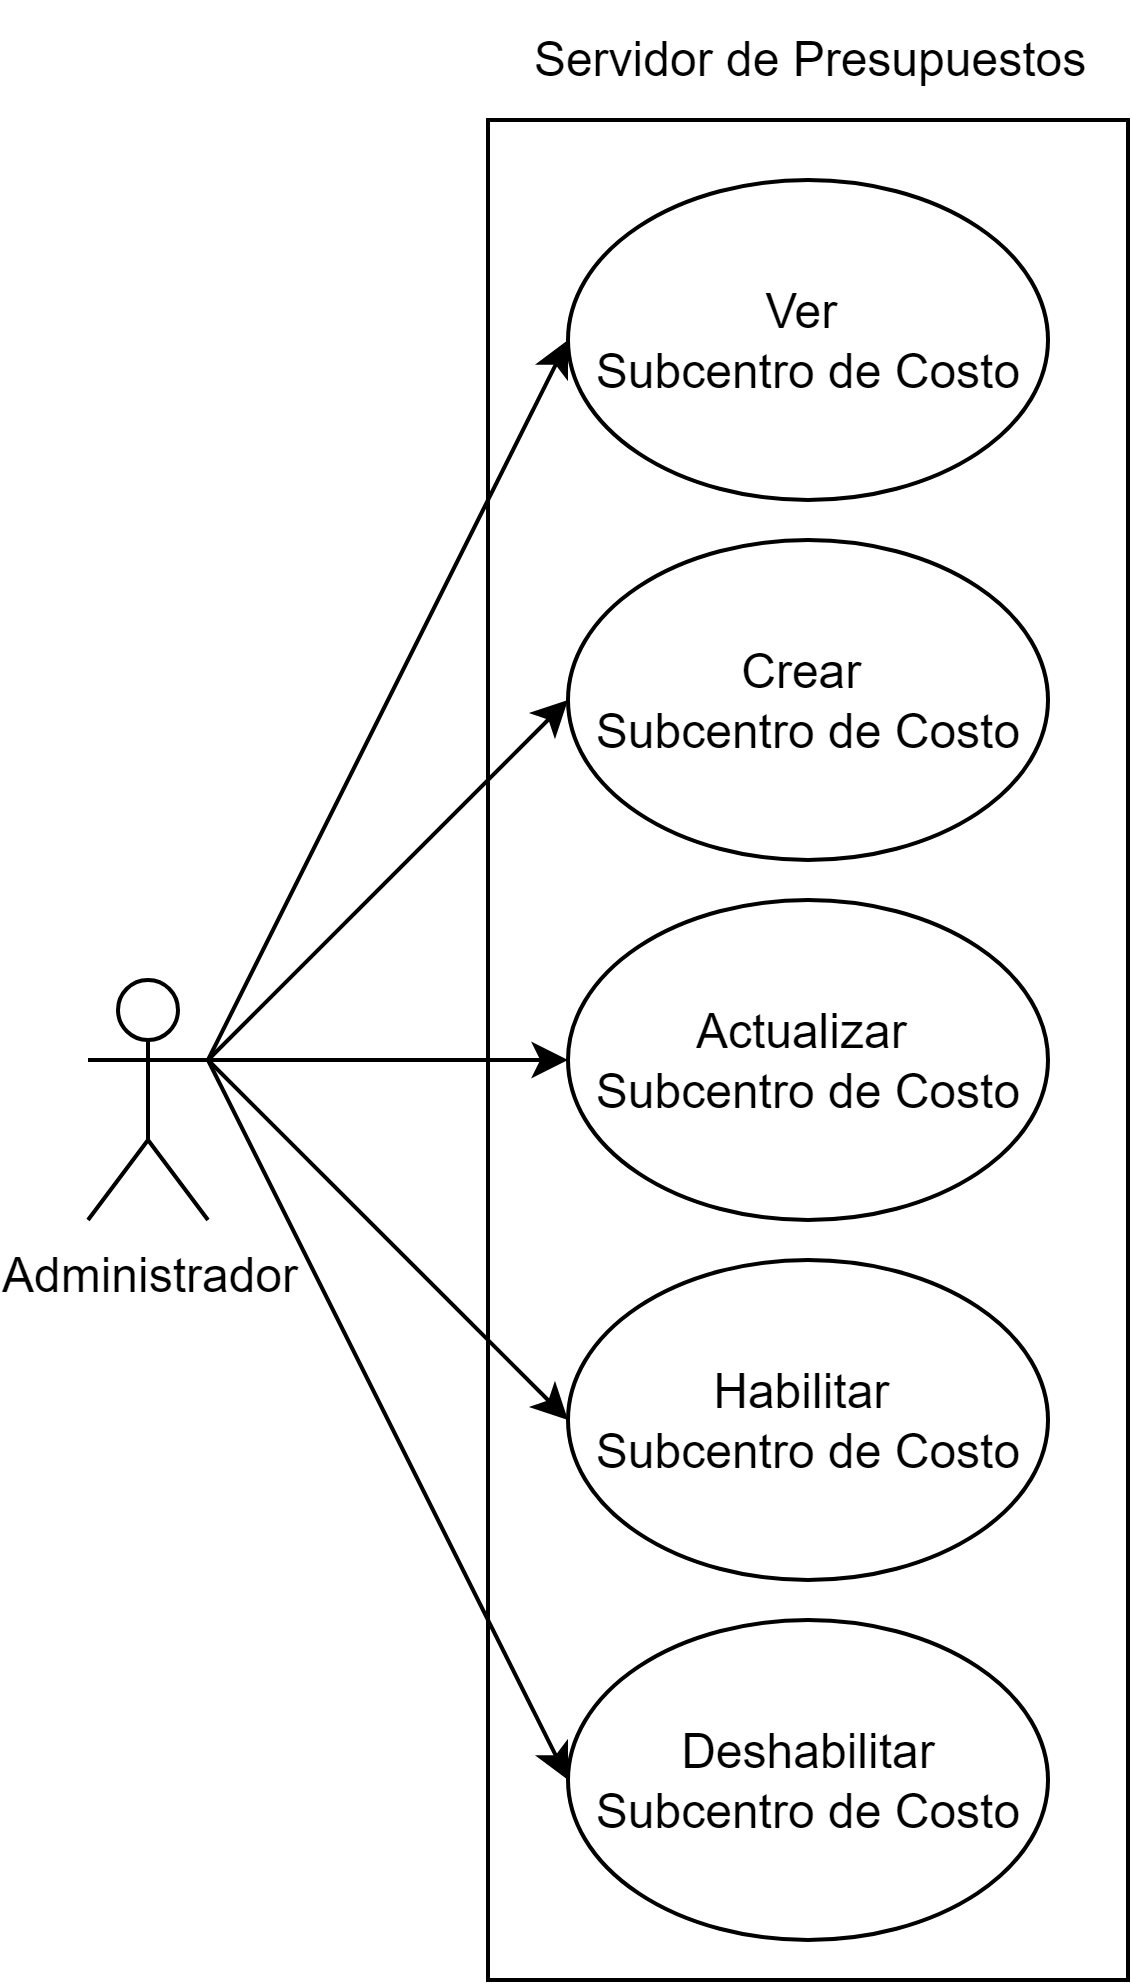 Servidor de Presupuestos
Ver
Subcentro de Costo
Crear
Subcentro de Costo
Actualizar
Subcentro de Costo
Administrador
Habilitar
Subcentro de Costo
Deshabilitar
Subcentro de Costo